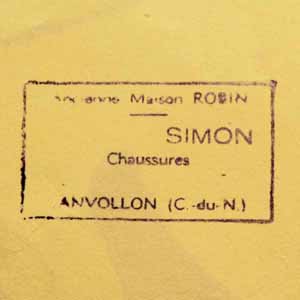 Ancienne Maison ROBIN
SIMON
Chaussures
ANVOLLON (C.-du-N.)